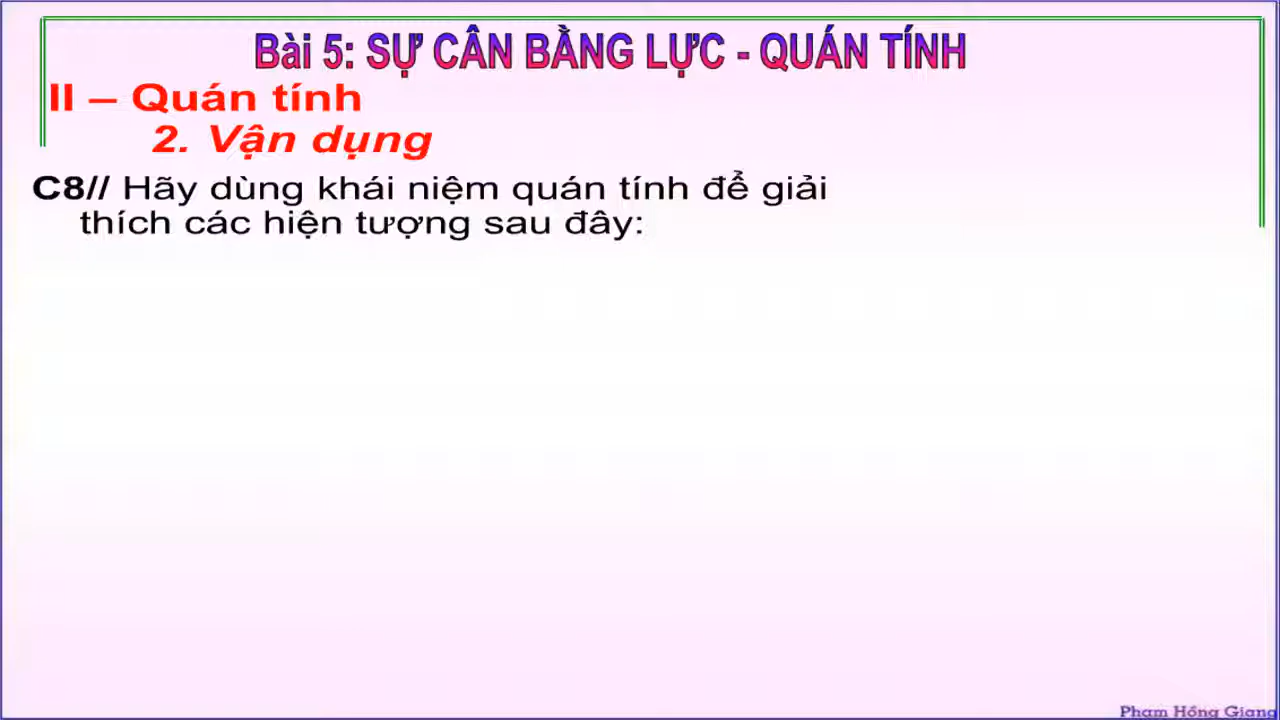 Bài 5: SỰ CÂN BẰNG LỰC - QUÁN TÍNH
II – Quán tính
2. Vận dụng
C8// Hãy dùng khái niệm quán tính để giải
thích các hiện tượng sau đây:
Phạm Hồng Giang